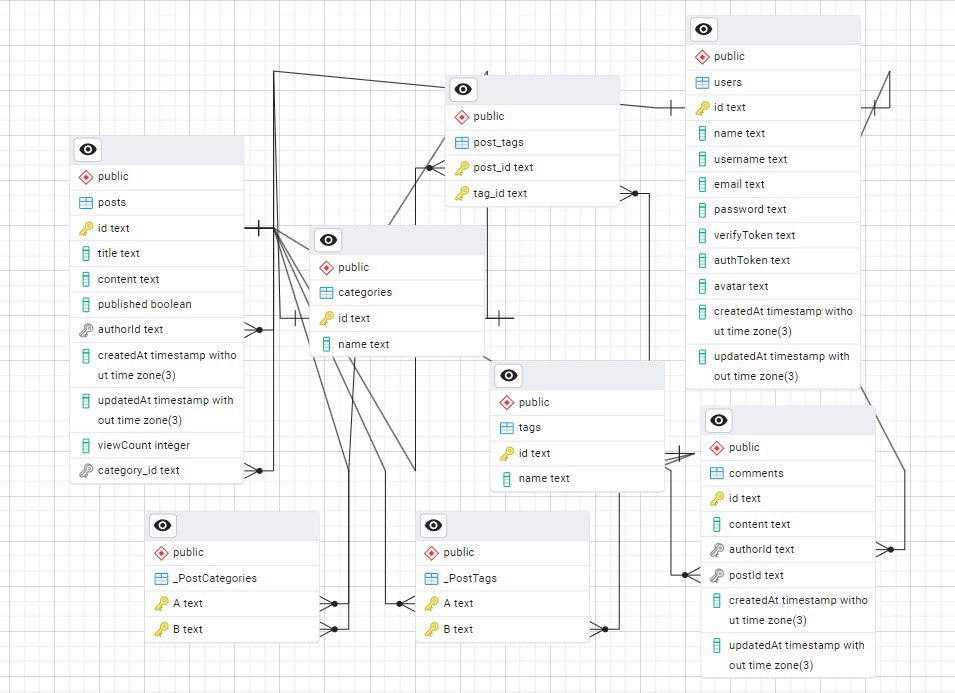 public
posts
id text
title text
content text
published boolean
authorId text
createdAt timestamp witho
ut time zone(3)
updatedAt timestamp with
out time zone(3)
viewCount integer
category_id text
public
post_tags
post_id text
tag_id text
public
categories
id text
name text
public
users
id text
name text
username text
email text
password text
verifyToken text
authToken text
avatar text
createdAt timestamp witho
ut time zone(3)
updatedAt timestamp with
out time zone(3)
public
tags
id text
name text
public
comments
id text
content text
authorId text
postId text
createdAt timestamp witho
ut time zone(3)
updatedAt timestamp with
out time zone(3)
public
_PostCategories
A text
B text
public
_PostTags
A text
B text